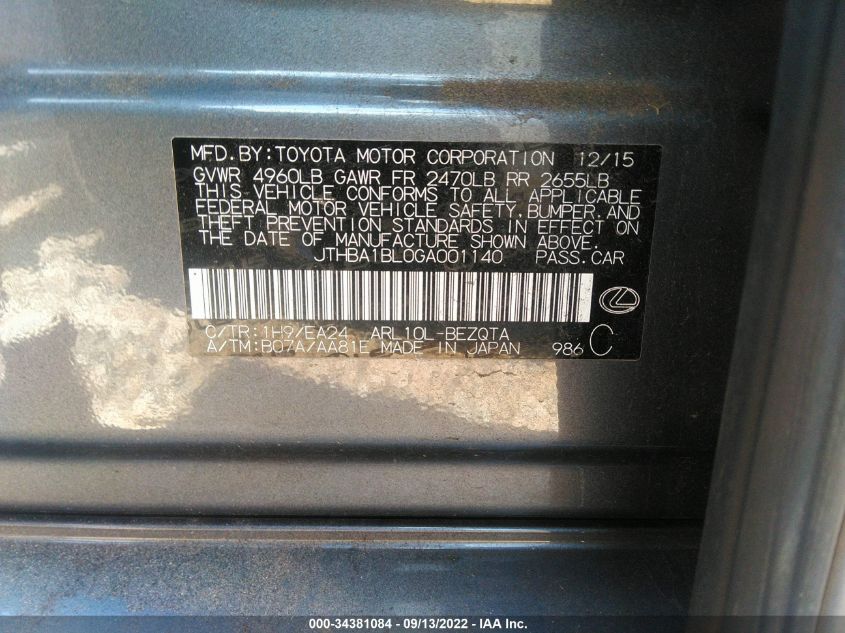 MFD.BY:TOYOTA MOTOR CORPORATION 12/15
GVWR 4960LB GAWR FR 2470LB RR 2655LB
THIS VEHICLE CONFORMS TO ALL APPLICABLE
FEDERAL MOTOR VEHICLE SAFETY,BUMPER,AND
THEFT PREVENTION STANDARDS IN EFFECT ON
THE DATE OF MANUFACTURE SHOWN ABOVE.
JTHBA1BL0GA001140 PASS.CAR
C/TR:1H9/EA24 ARL10L-BEZQTA
A/TM:B07A/AA81E MADE IN JAPAN 986 C
000-34381084 / 09/13/2022 - IAA Inc.